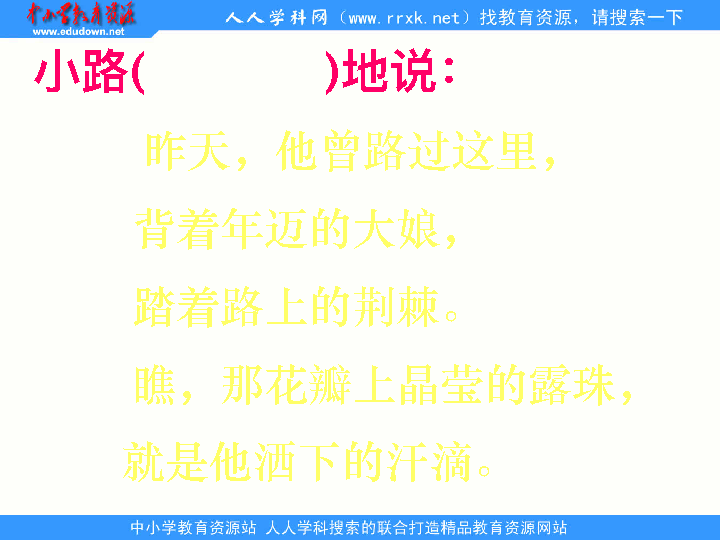 中小学教育资源
www.edudown.net
人人学科网（www.rrxk.net）找教育资源，请搜索一下
小路( )地说：
昨天，他曾路过这里，
背着年迈的大娘，
踏着路上的荆棘。
瞧，那花瓣上晶莹的露珠，
就是他洒下的汗滴。
中小学教育资源站 人人学科搜索的联合打造精品教育资源网站